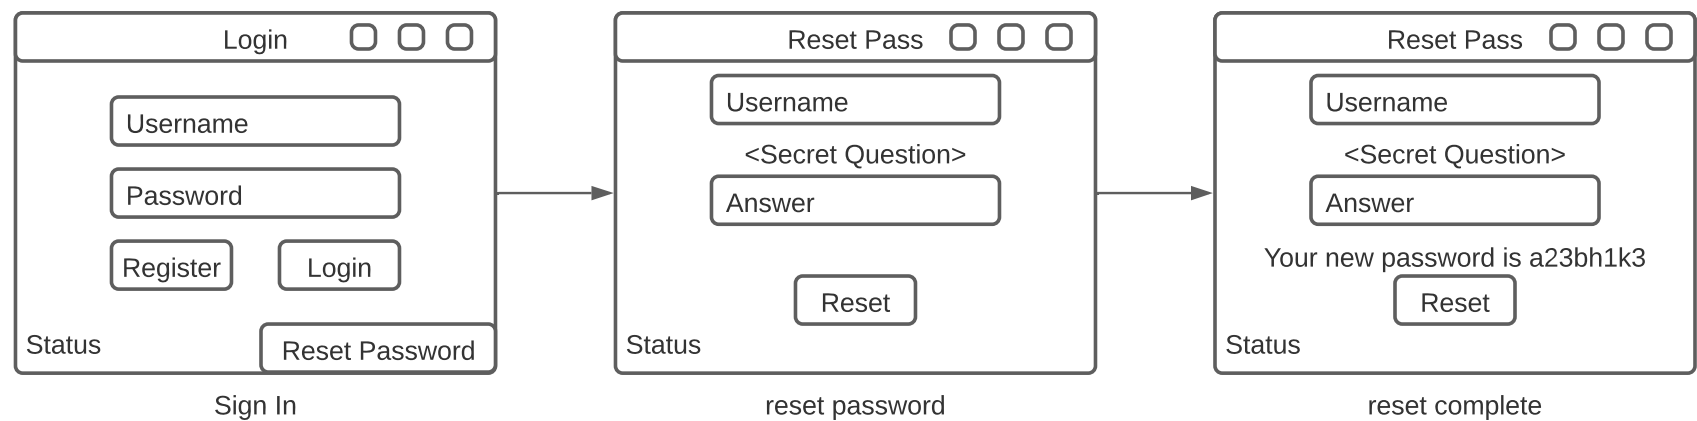 Login
Username
Password
Register
Login
Status
Reset Password
Sign In
Reset Pass
Username
<Secret Question>
Answer
Reset
Status
reset password
Reset Pass
Username
<Secret Question>
Answer
Your new password is a23bh1k3
Reset
Status
reset complete